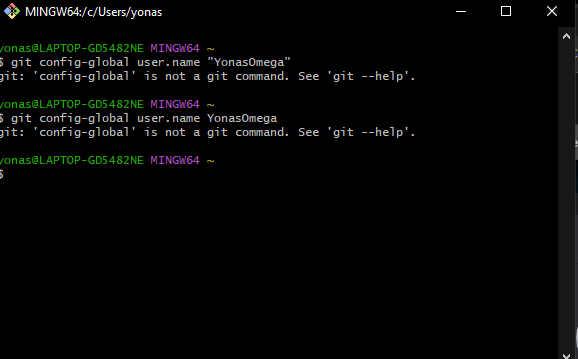 MINGW64:/c/Users/yonas
yonas@LAPTOP-GD5482NE MINGW64 ~
$ git config-global user.name "YonasOmega"
git: 'config-global' is not a git command. See 'git --help'.
yonas@LAPTOP-GD5482NE MINGW64 ~
$ git config-global user.name YonasOmega
git: 'config-global' is not a git command. See 'git --help'.
yonas@LAPTOP-GD5482NE MINGW64 ~
$